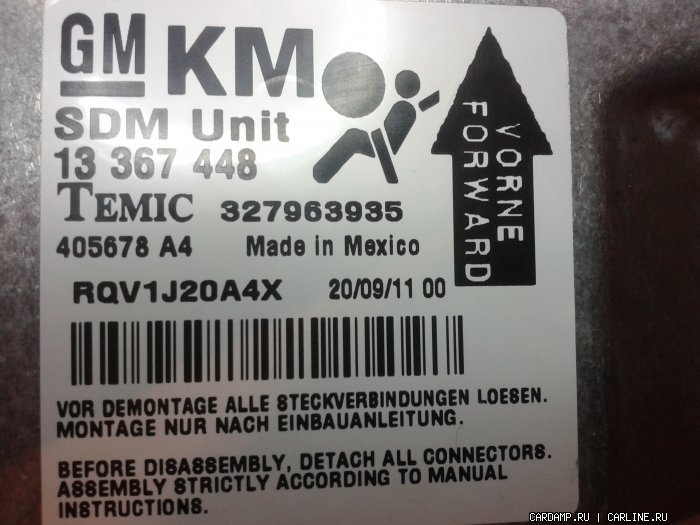 GM KM
SDM Unit
13 367 448
TEMIC 327963935
405678 A4 Made in Mexico
RQV1J20A4X 20/09/11 00
VORNE
FORWARD
VOR DEMONTAGE ALLE STECKVERBINDUNGEN LOESEN.
MONTAGE NUR NACH EINBAUANLEITUNG.
BEFORE DISASSEMBLY, DETACH ALL CONNECTORS.
ASSEMBLY STRICTLY ACCORDING TO MANUAL
INSTRUCTIONS.
CARDAMP.RU | CARLINE.RU